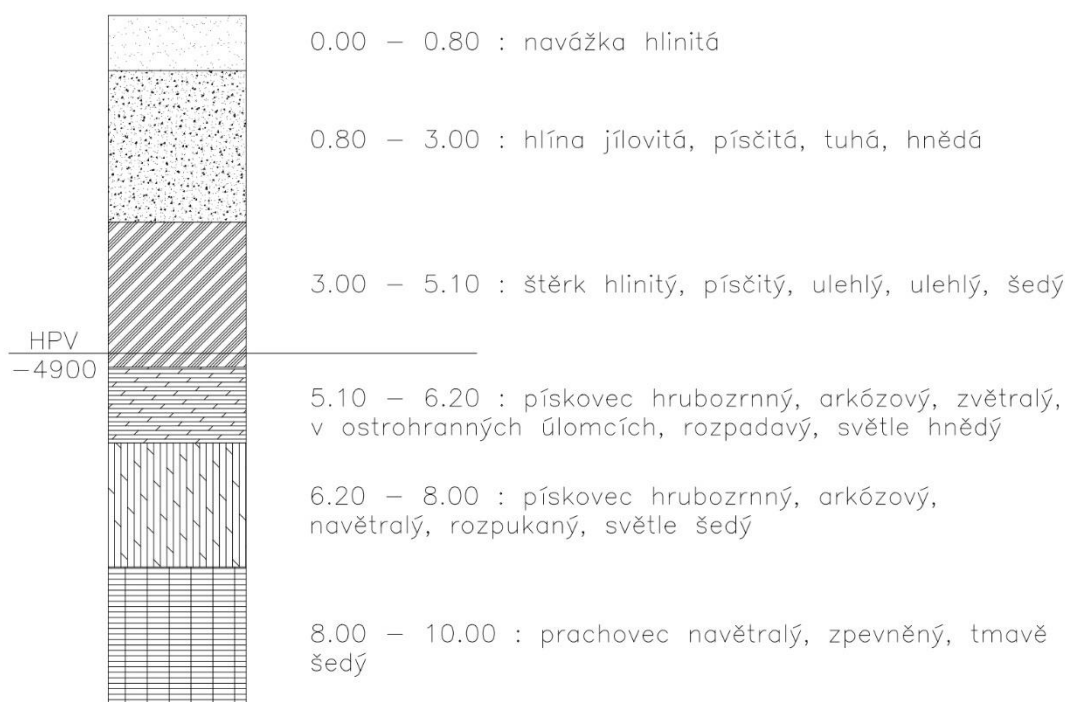 0.00 – 0.80 : navážka hlinitá
0.80 – 3.00 : hlína jílovitá, písčitá, tuhá, hnědá
3.00 – 5.10 : štěrk hlinitý, písčitý, ulehlý, ulehlý, šedý
HPV
-4900
5.10 – 6.20 : pískovec hrubozrnný, arkózový, zvětralý,
v ostrohranných úlomcích, rozpadavý, světle hnědý
6.20 – 8.00 : pískovec hrubozrnný, arkózový,
navětralý, rozpukaný, světle šedý
8.00 – 10.00 : prachovec navětralý, zpevněný, tmavě
šedý